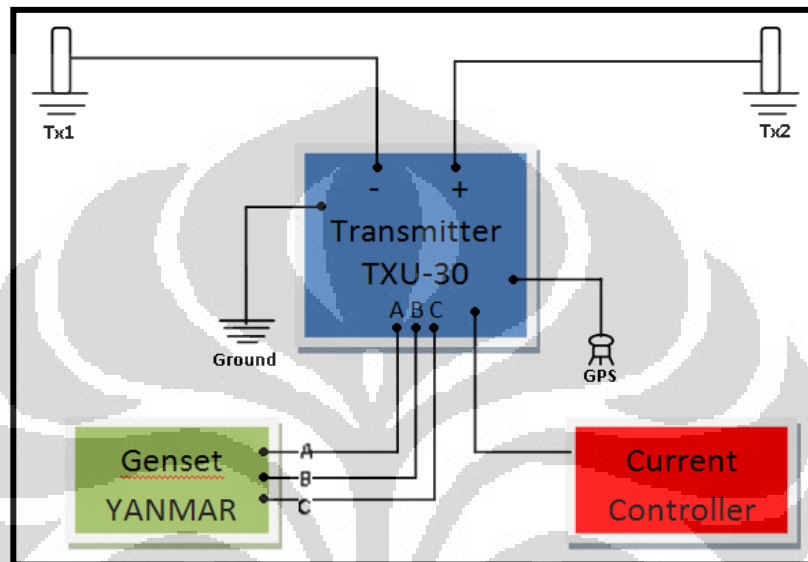 Tx1
Tx2
- +
Transmitter
TXU-30
A B C
Ground
GPS
Genset
YANMAR
A
B
C
Current
Controller